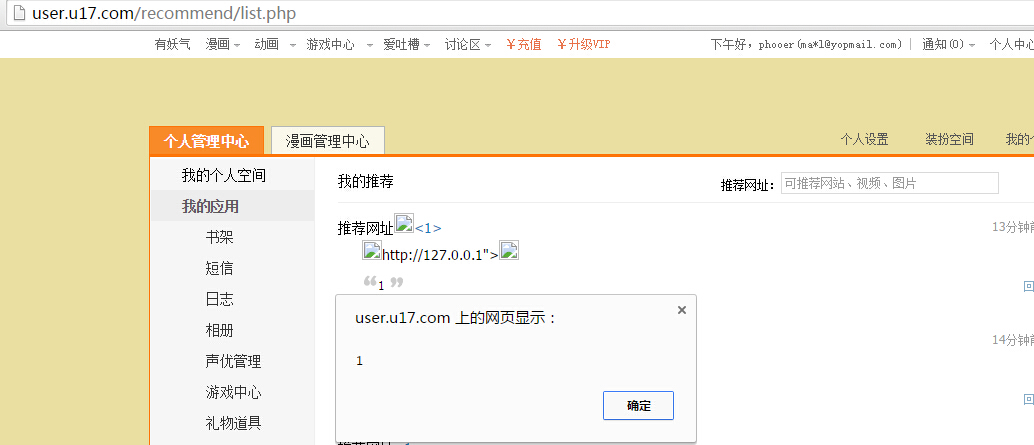 user.u17.com/recommend/list.php
有妖气 漫画 动画 游戏中心 爱吐槽 讨论区 ￥充值 ￥升级VIP 下午好，phooer(ma*l@yopmail.com) | 通知(0) 个人中心
个人管理中心 漫画管理中心 个人设置 装扮空间 我的
我的个人空间 我的推荐 推荐网址： 可推荐网站、视频、图片
我的应用
推荐网址<1> 13分钟前
书架
http://127.0.0.1">
短信
“1 ” 回
日志
user.u17.com 上的网页显示： ×
相册
14分钟前
1
声优管理
游戏中心 回
确定
礼物道具